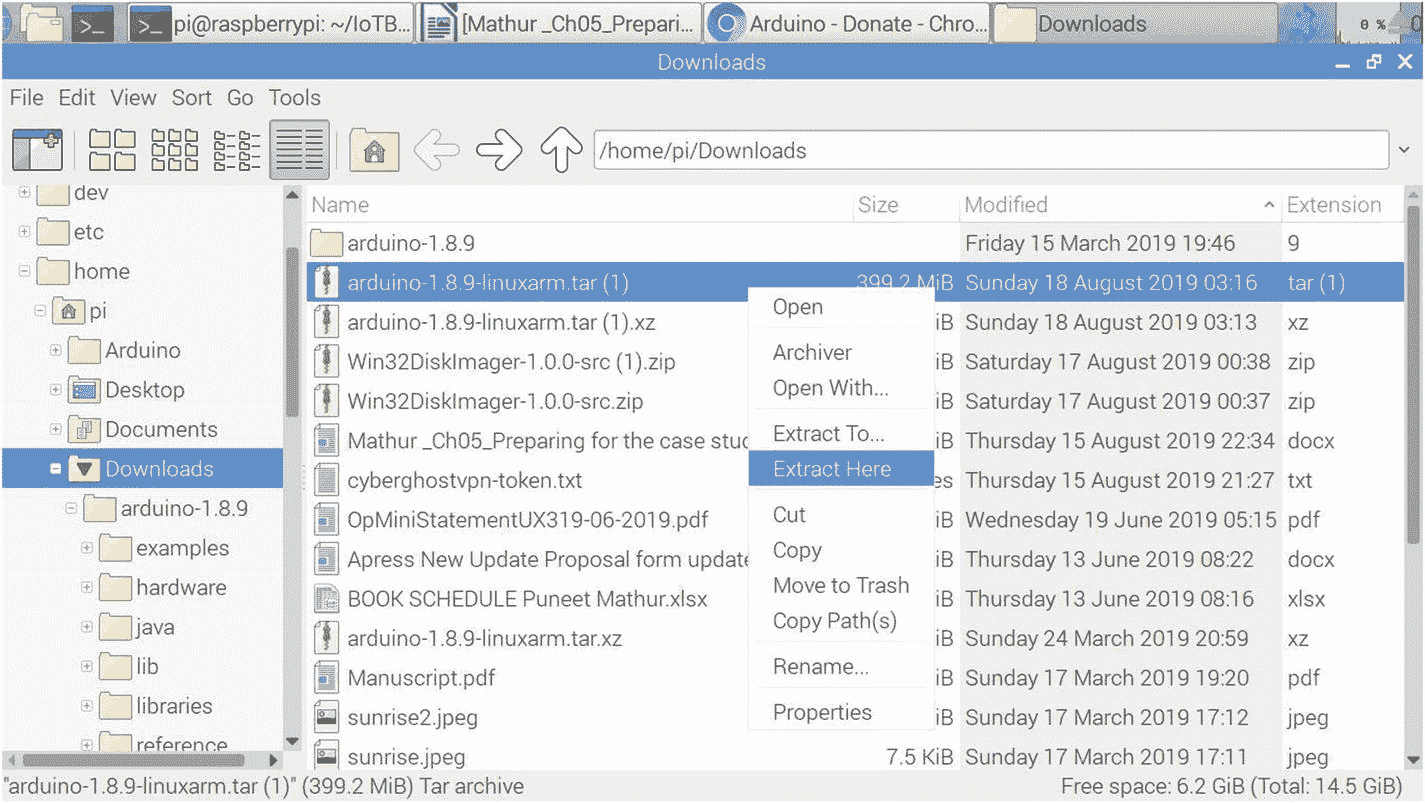 pi@raspberrypi: ~/IoTB... [Mathur _Ch05_Prepari... Arduino - Donate - Chro... Downloads 0 %
Downloads
File Edit View Sort Go Tools
/home/pi/Downloads
dev
etc
home
pi
Arduino
Desktop
Documents
Downloads
arduino-1.8.9
examples
hardware
java
lib
libraries
reference
Name Size Modified Extension
arduino-1.8.9 Friday 15 March 2019 19:46 9
arduino-1.8.9-linuxarm.tar (1) 399.2 MiB Sunday 18 August 2019 03:16 tar (1)
arduino-1.8.9-linuxarm.tar (1).xz iB Sunday 18 August 2019 03:13 xz
Win32DiskImager-1.0.0-src (1).zip iB Saturday 17 August 2019 00:38 zip
Win32DiskImager-1.0.0-src.zip iB Saturday 17 August 2019 00:37 zip
Mathur _Ch05_Preparing for the case stu iB Thursday 15 August 2019 22:34 docx
cyberghostvpn-token.txt es Thursday 15 August 2019 21:27 txt
OpMiniStatementUX319-06-2019.pdf iB Wednesday 19 June 2019 05:15 pdf
Apress New Update Proposal form update iB Thursday 13 June 2019 08:22 docx
BOOK SCHEDULE Puneet Mathur.xlsx iB Thursday 13 June 2019 08:16 xlsx
arduino-1.8.9-linuxarm.tar.xz iB Sunday 24 March 2019 20:59 xz
Manuscript.pdf iB Sunday 17 March 2019 19:20 pdf
sunrise2.jpeg iB Sunday 17 March 2019 17:12 jpeg
sunrise.jpeg 7.5 KiB Sunday 17 March 2019 17:11 jpeg
Open
Archiver
Open With...
Extract To...
Extract Here
Cut
Copy
Move to Trash
Copy Path(s)
Rename...
Properties
"arduino-1.8.9-linuxarm.tar (1)" (399.2 MiB) Tar archive Free space: 6.2 GiB (Total: 14.5 GiB)